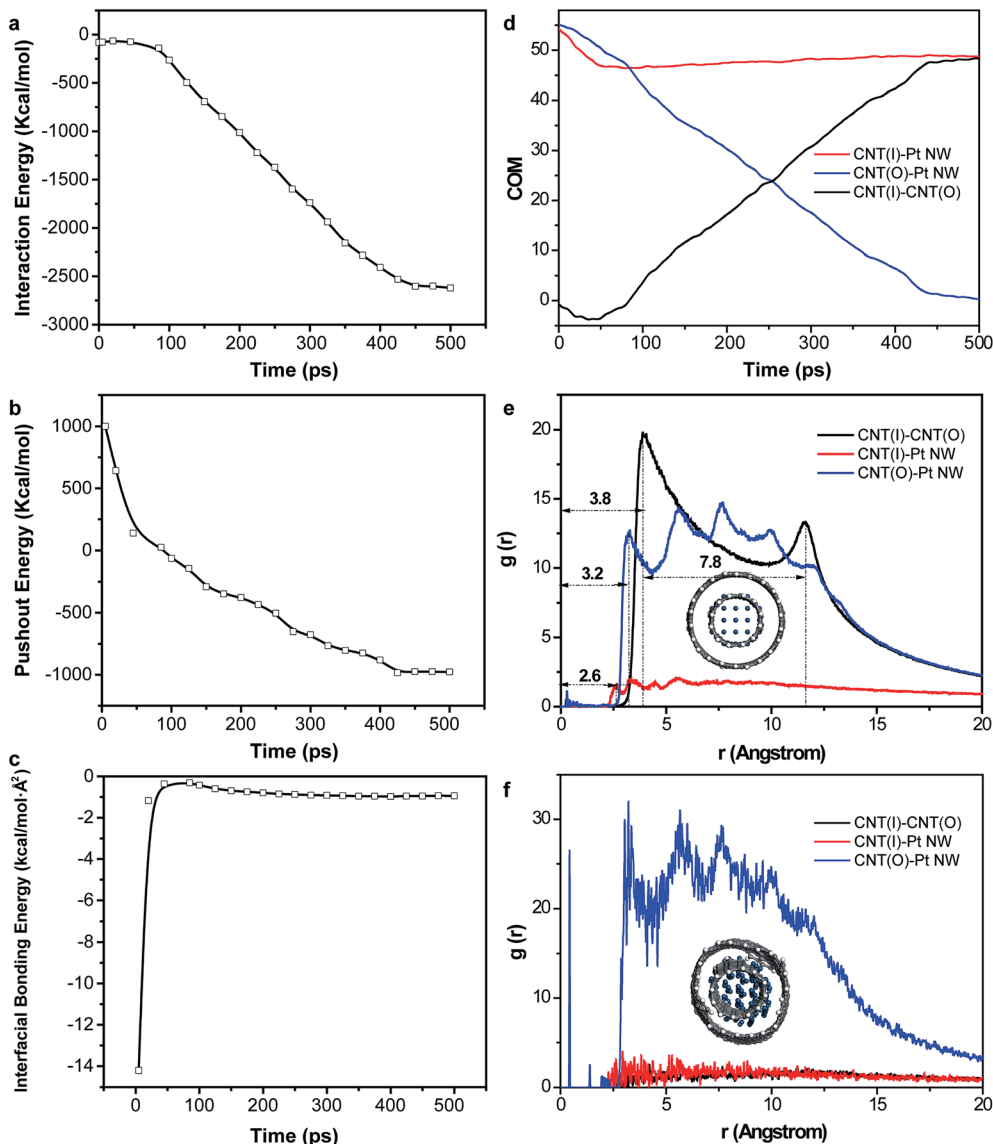 a
0
-500
-1000
-1500
-2000
-2500
-3000
Interaction Energy (Kcal/mol)
0 100 200 300 400 500
Time (ps)
b
1000
500
0
-500
-1000
Pushout Energy (Kcal/mol)
0 100 200 300 400 500
Time (ps)
c
0
-2
-4
-6
-8
-10
-12
-14
Interfacial Bonding Energy (kcal/mol·Å²)
0 100 200 300 400 500
Time (ps)
d
50
40
30
20
10
0
COM
CNT(I)-Pt NW
CNT(O)-Pt NW
CNT(I)-CNT(O)
0 100 200 300 400 500
Time (ps)
e
20
15
10
5
0
g (r)
CNT(I)-CNT(O)
CNT(I)-Pt NW
CNT(O)-Pt NW
3.8
7.8
3.2
2.6
0 5 10 15 20
r (Angstrom)
f
30
20
10
0
g (r)
CNT(I)-CNT(O)
CNT(I)-Pt NW
CNT(O)-Pt NW
0 5 10 15 20
r (Angstrom)